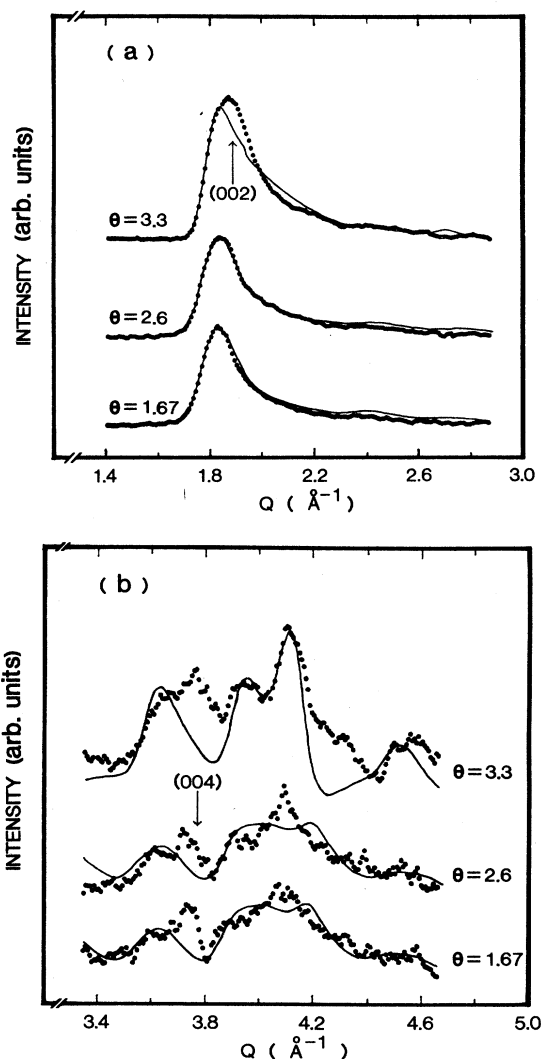 ( a )
INTENSITY (arb. units)
(002)
θ=3.3
θ=2.6
θ=1.67
1.4 1.8 2.2 2.6 3.0
Q ( Å⁻¹ )
( b )
INTENSITY (arb. units)
(004)
θ=3.3
θ=2.6
θ=1.67
3.4 3.8 4.2 4.6 5.0
Q ( Å⁻¹ )